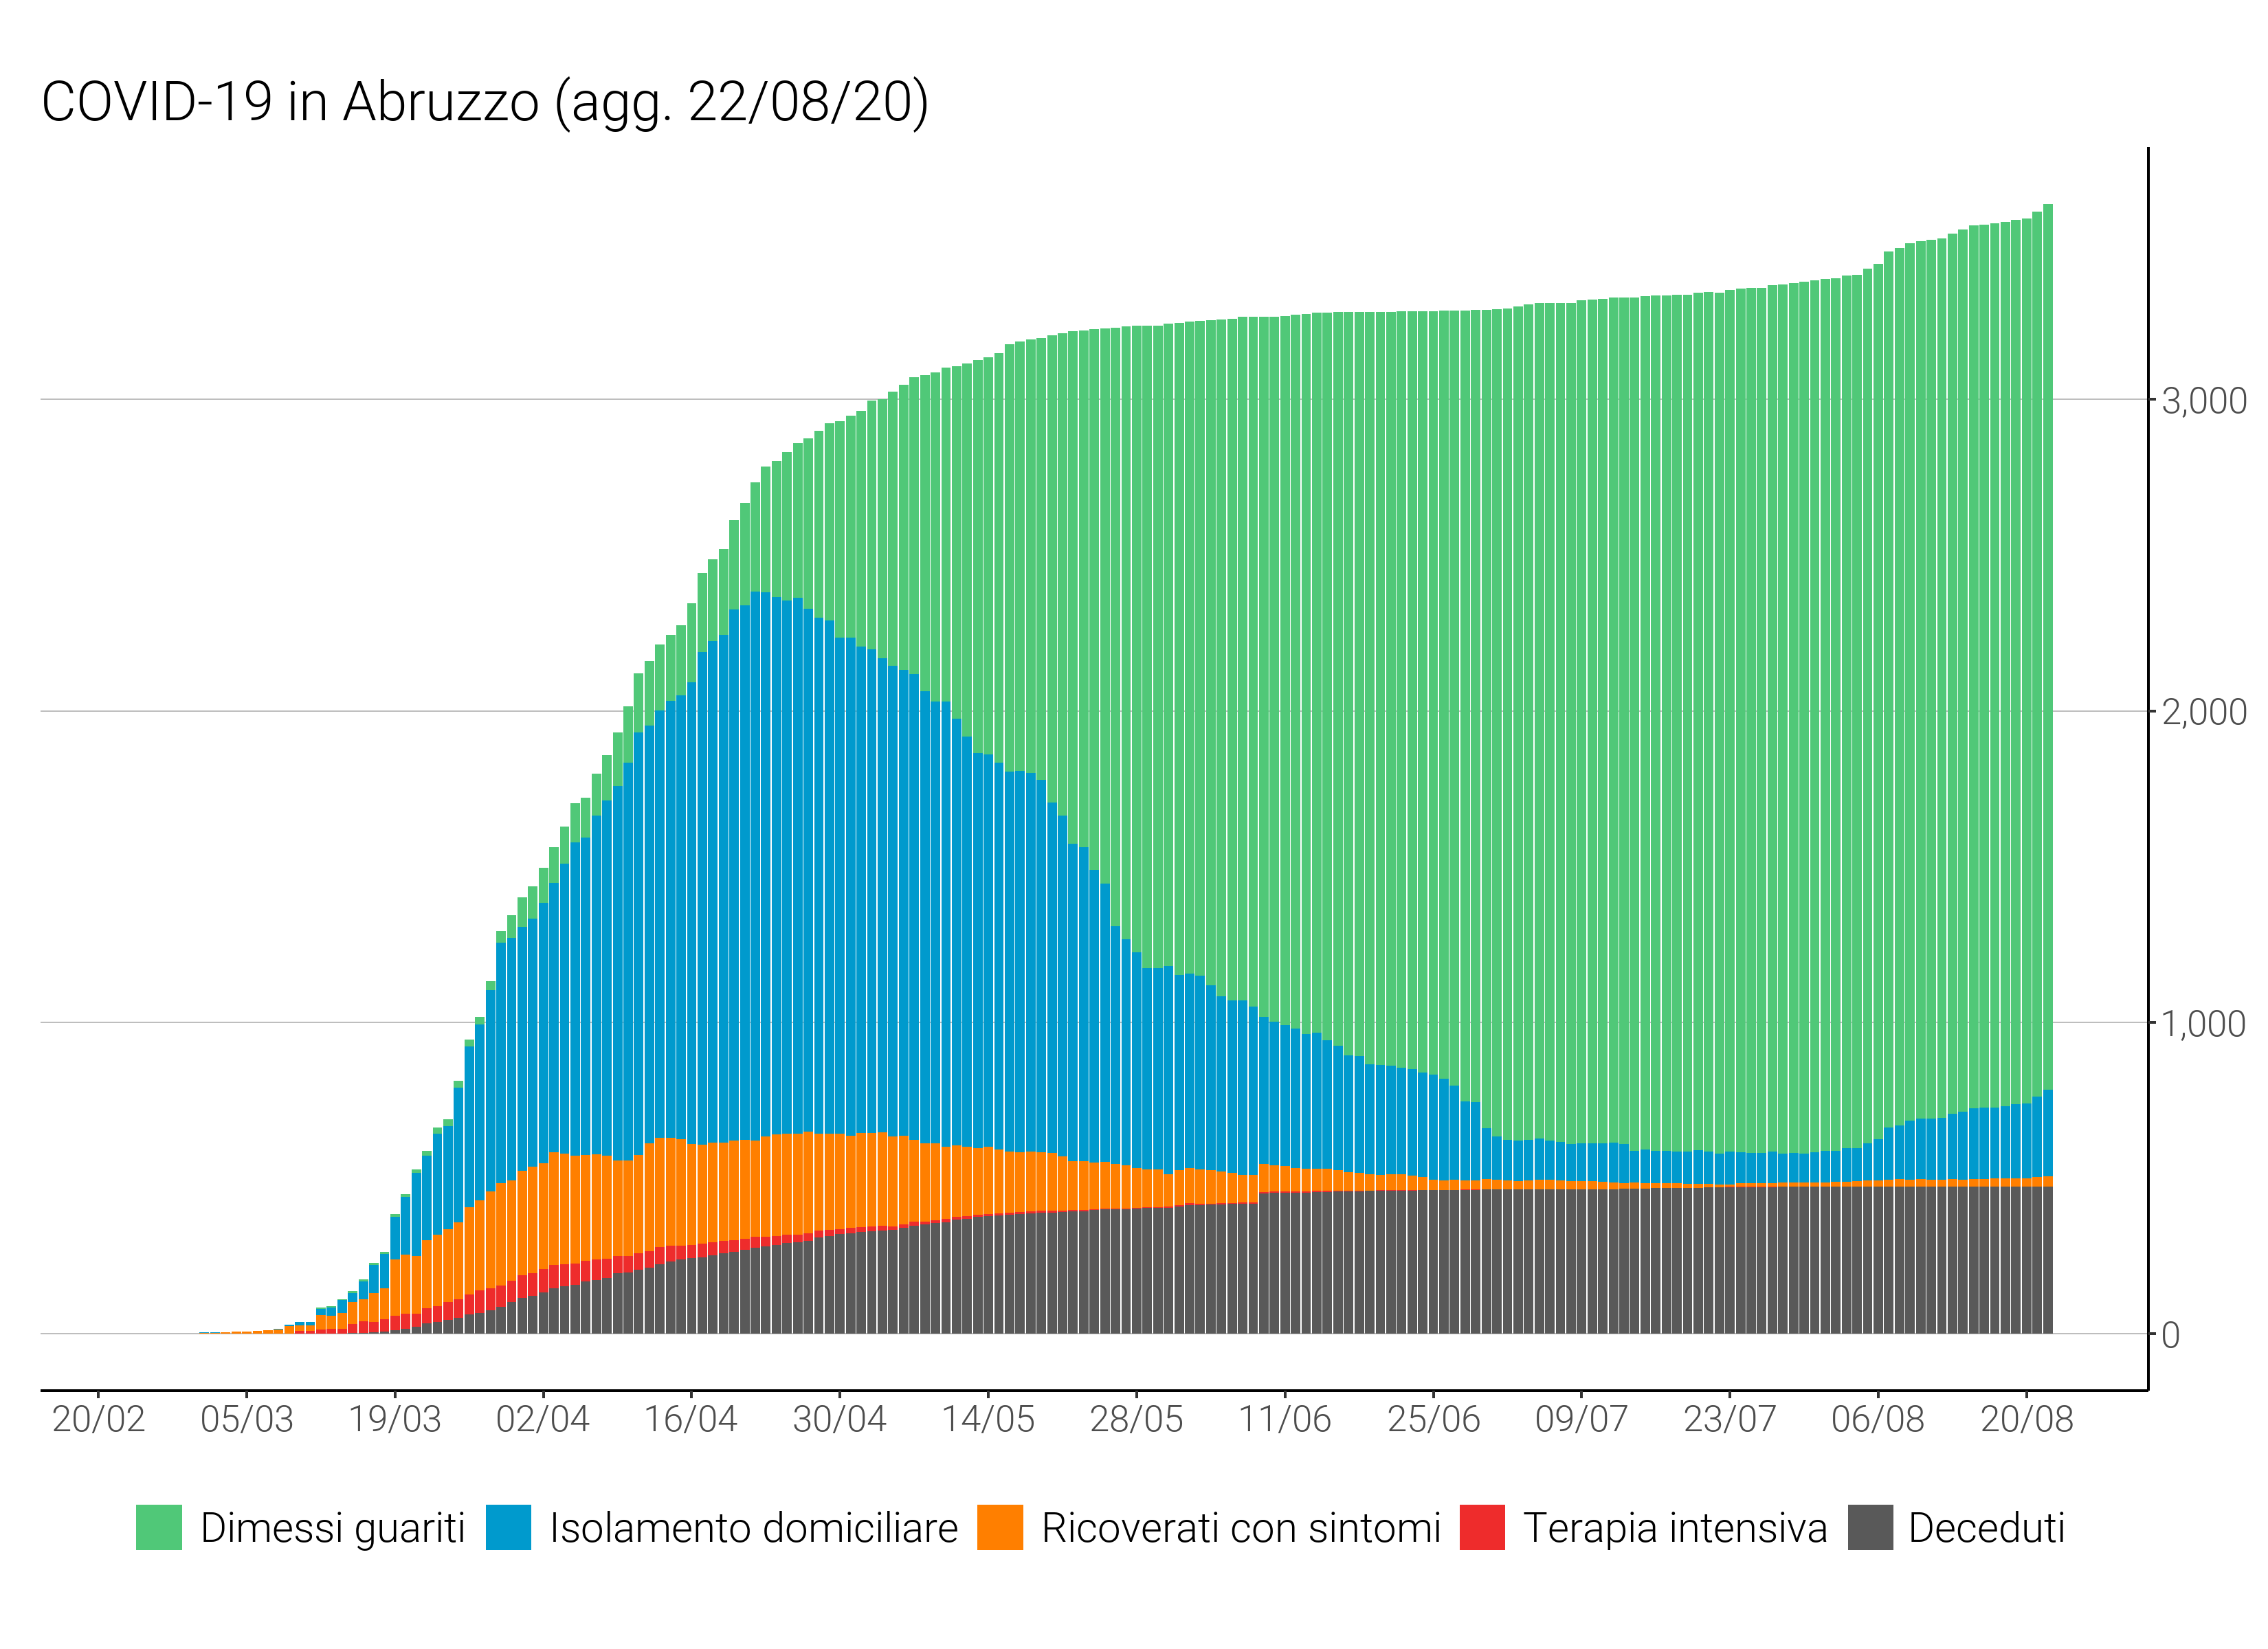 COVID-19 in Abruzzo (agg. 22/08/20)
3,000
2,000
1,000
0
20/02 05/03 19/03 02/04 16/04 30/04 14/05 28/05 11/06 25/06 09/07 23/07 06/08 20/08
Dimessi guariti Isolamento domiciliare Ricoverati con sintomi Terapia intensiva Deceduti